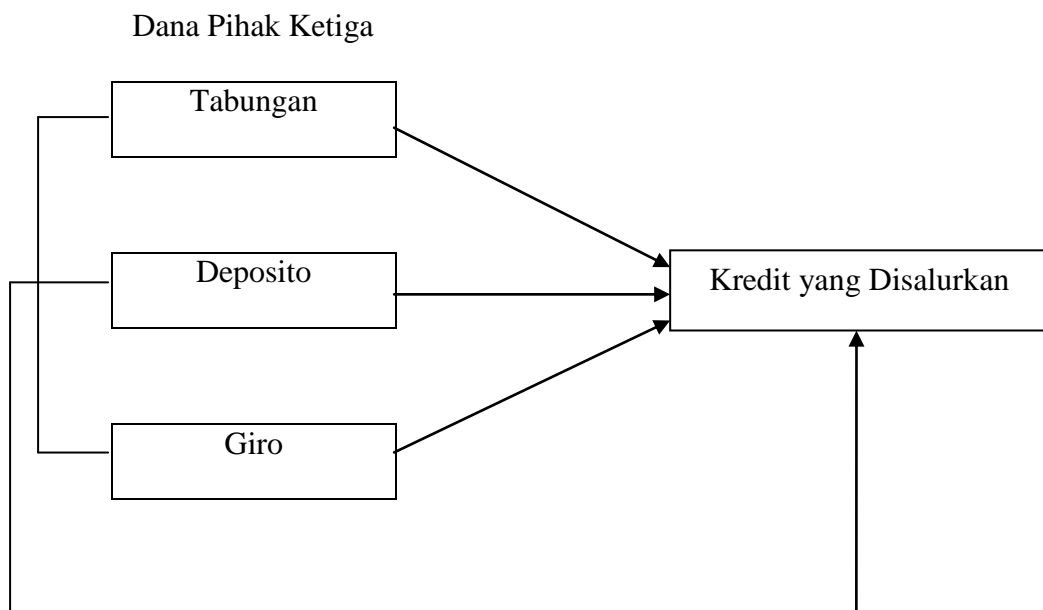 Dana Pihak Ketiga
Tabungan
Deposito
Kredit yang Disalurkan
Giro